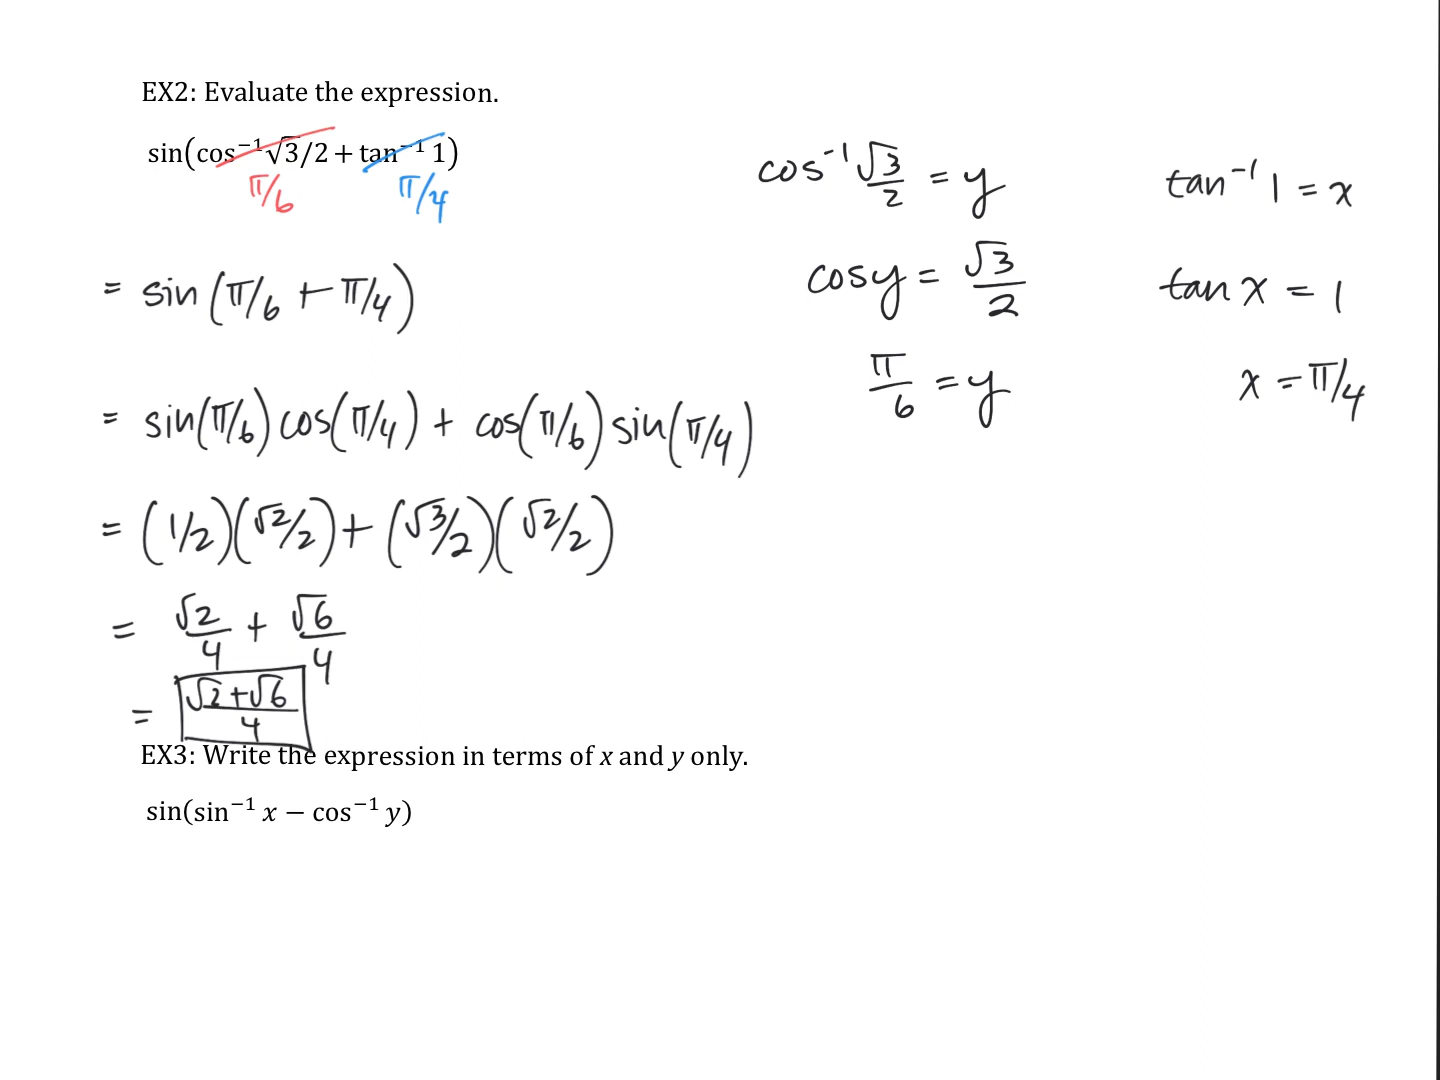 EX2: Evaluate the expression.
sin(cos⁻¹√3/2 + tan⁻¹ 1)
π/6 π/4
= sin(π/6 + π/4)
= sin(π/6) cos(π/4) + cos(π/6) sin(π/4)
= (1/2)(√2/2) + (√3/2)(√2/2)
= √2/4 + √6/4
= (√2+√6)/4
cos⁻¹ √3/2 = y
cos y = √3/2
π/6 = y
tan⁻¹ 1 = x
tan x = 1
x = π/4
EX3: Write the expression in terms of x and y only.
sin(sin⁻¹ x − cos⁻¹ y)